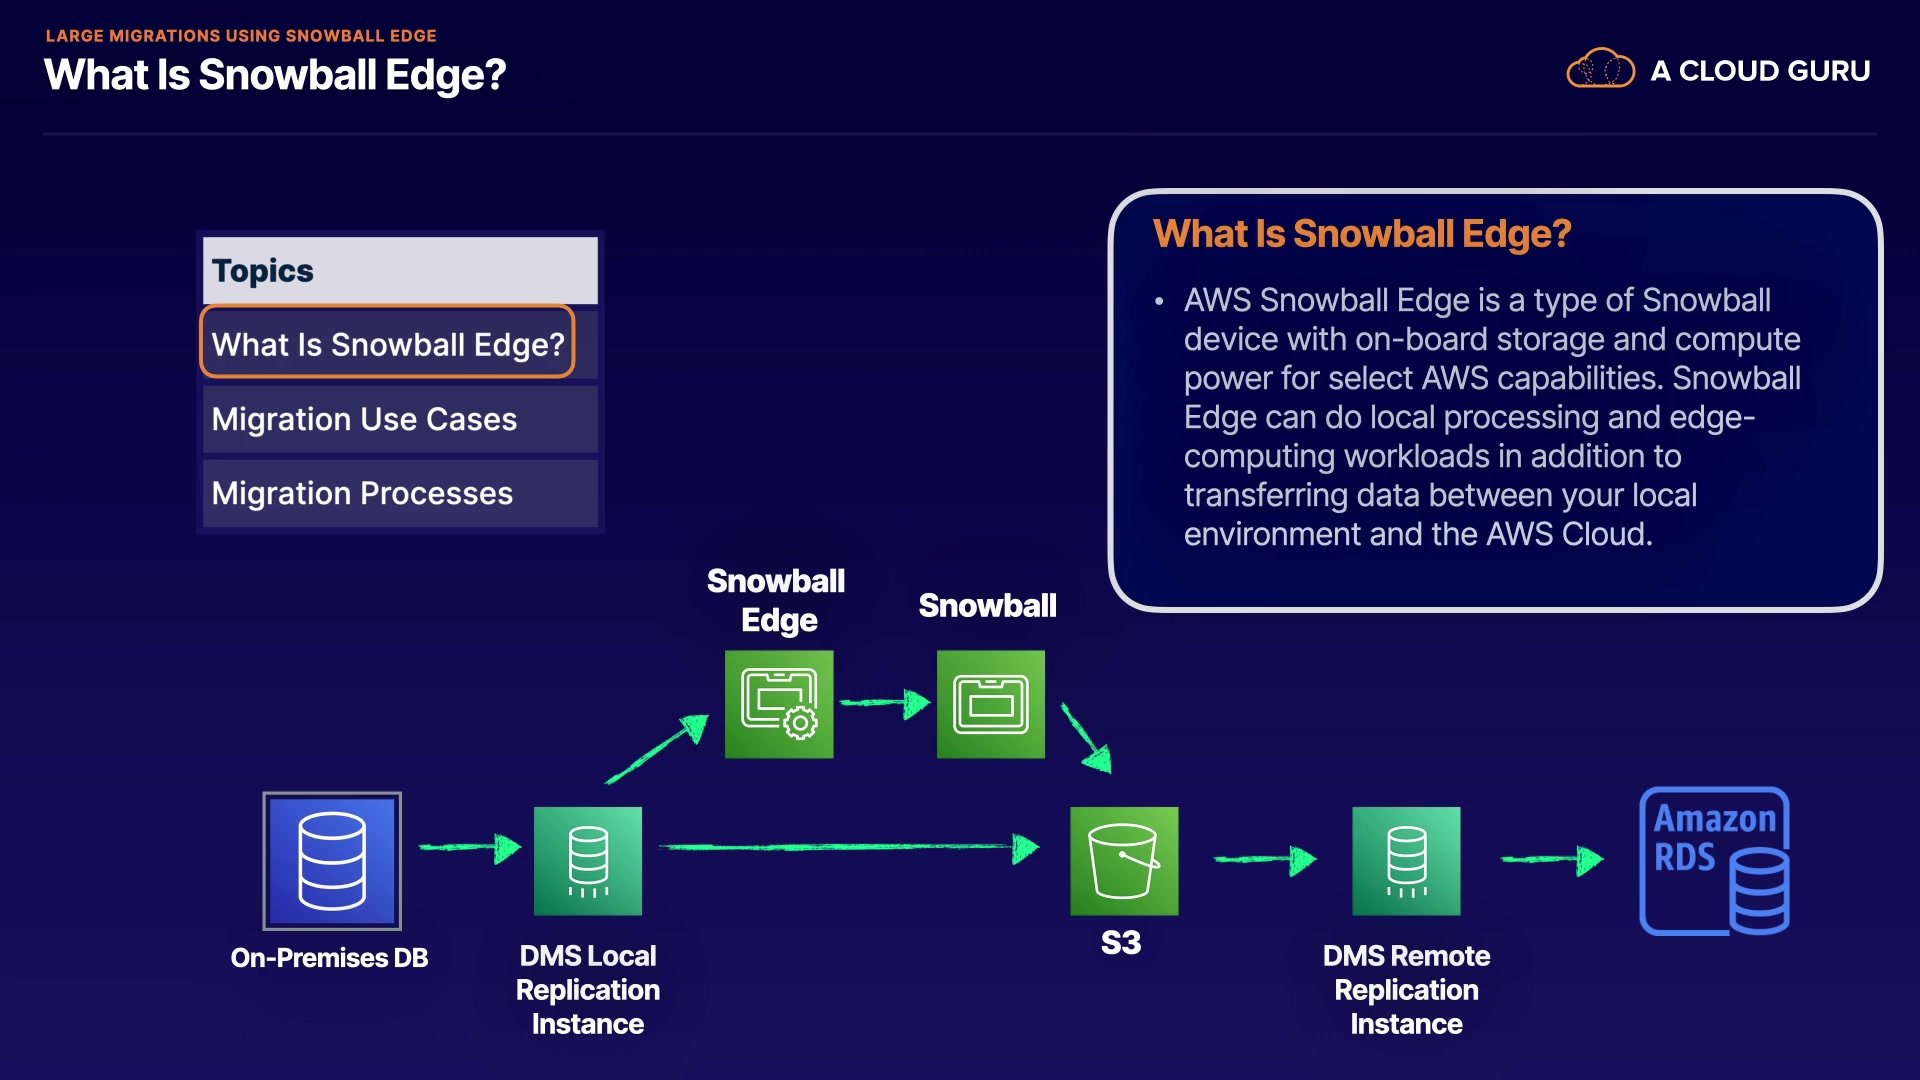 LARGE MIGRATIONS USING SNOWBALL EDGE
What Is Snowball Edge?
A CLOUD GURU
Topics
What Is Snowball Edge?
Migration Use Cases
Migration Processes
What Is Snowball Edge?
• AWS Snowball Edge is a type of Snowball
device with on-board storage and compute
power for select AWS capabilities. Snowball
Edge can do local processing and edge-
computing workloads in addition to
transferring data between your local
environment and the AWS Cloud.
Snowball
Edge
Snowball
On-Premises DB
DMS Local
Replication
Instance
S3
DMS Remote
Replication
Instance
Amazon
RDS